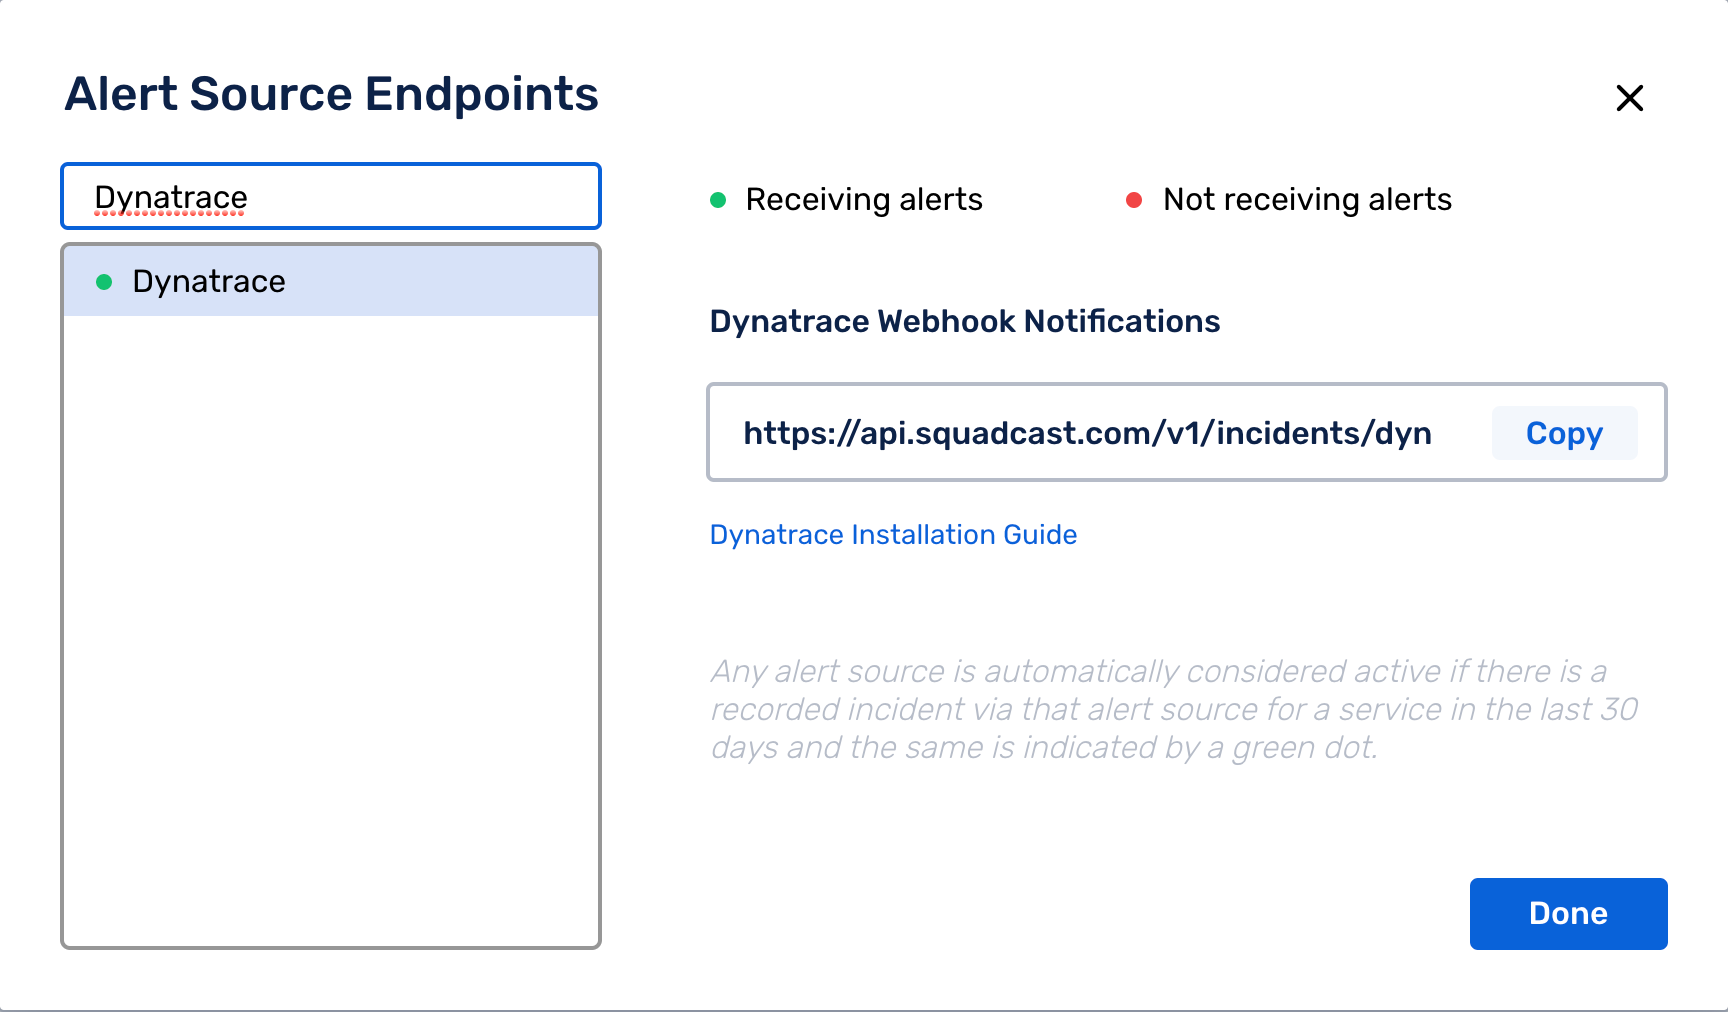 Alert Source Endpoints
Dynatrace
Dynatrace
Receiving alerts
Not receiving alerts
Dynatrace Webhook Notifications
https://api.squadcast.com/v1/incidents/dyn
Copy
Dynatrace Installation Guide
Any alert source is automatically considered active if there is a
recorded incident via that alert source for a service in the last 30
days and the same is indicated by a green dot.
Done